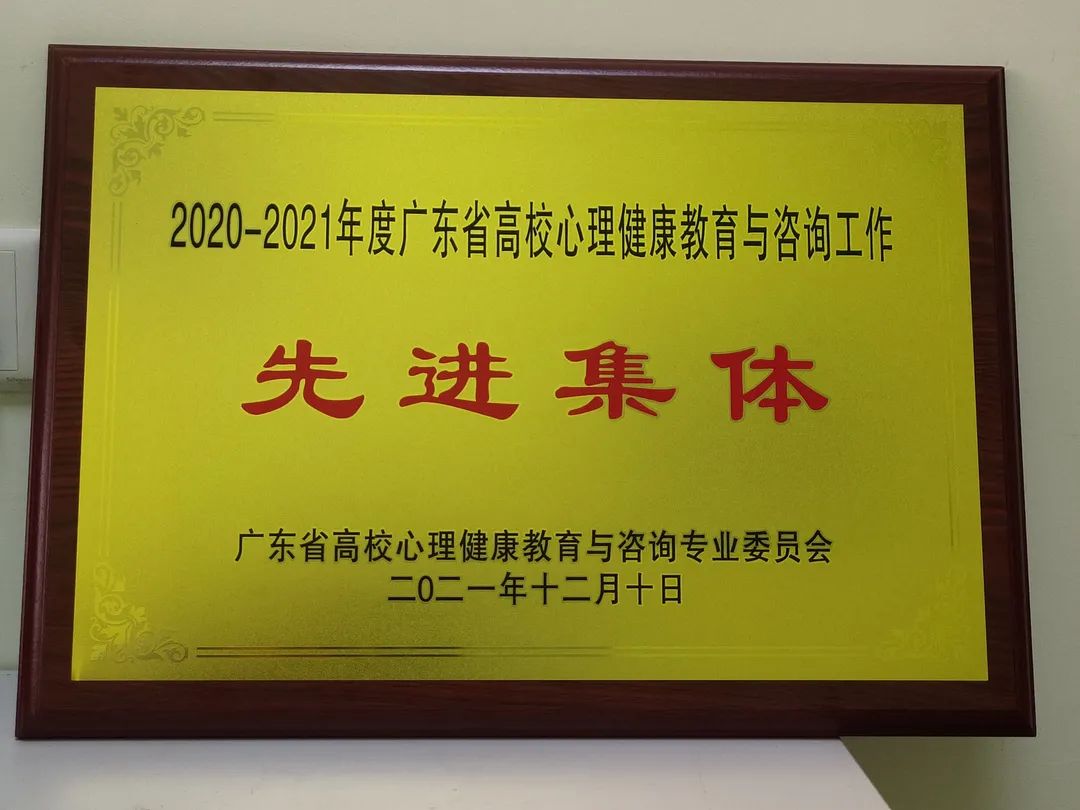 2020-2021年度广东省高校心理健康教育与咨询工作
先进集体
广东省高校心理健康教育与咨询专业委员会
二〇二一年十二月十日